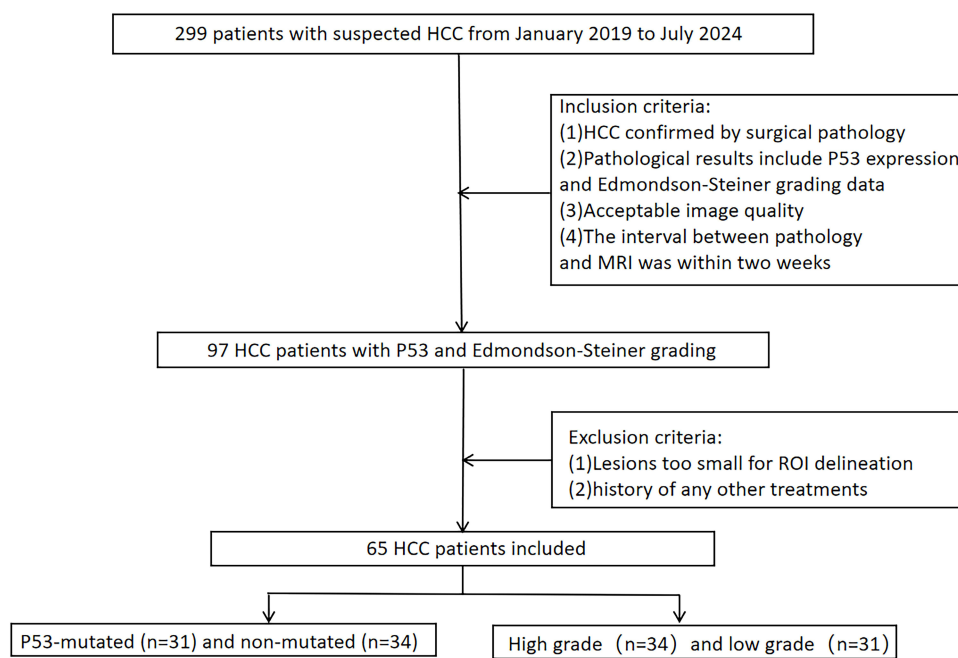 299 patients with suspected HCC from January 2019 to July 2024
Inclusion criteria:
(1)HCC confirmed by surgical pathology
(2)Pathological results include P53 expression
and Edmondson-Steiner grading data
(3)Acceptable image quality
(4)The interval between pathology
and MRI was within two weeks
97 HCC patients with P53 and Edmondson-Steiner grading
Exclusion criteria:
(1)Lesions too small for ROI delineation
(2)history of any other treatments
65 HCC patients included
P53-mutated (n=31) and non-mutated (n=34)
High grade（n=34）and low grade（n=31)